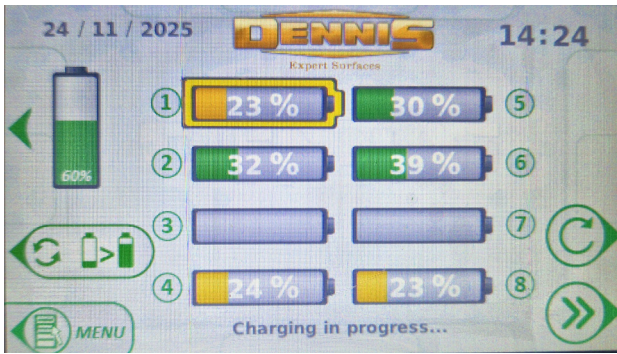 24 / 11 / 2025
DENNIS
Expert Surfaces
14:24
1 23 % 30 % 5
2 32 % 39 % 6
3 7
4 24 % 23 % 8
60%
>
MENU
Charging in progress...